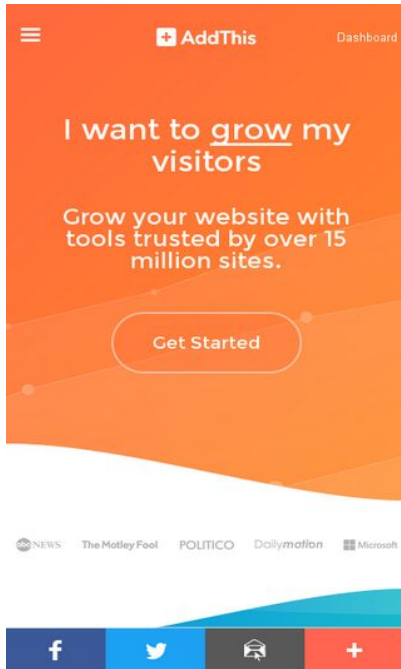 AddThis
Dashboard
I want to grow my
visitors
Grow your website with
tools trusted by over 15
million sites.
Get Started
abc NEWS
The Motley Fool
POLITICO
Dailymotion
Microsoft